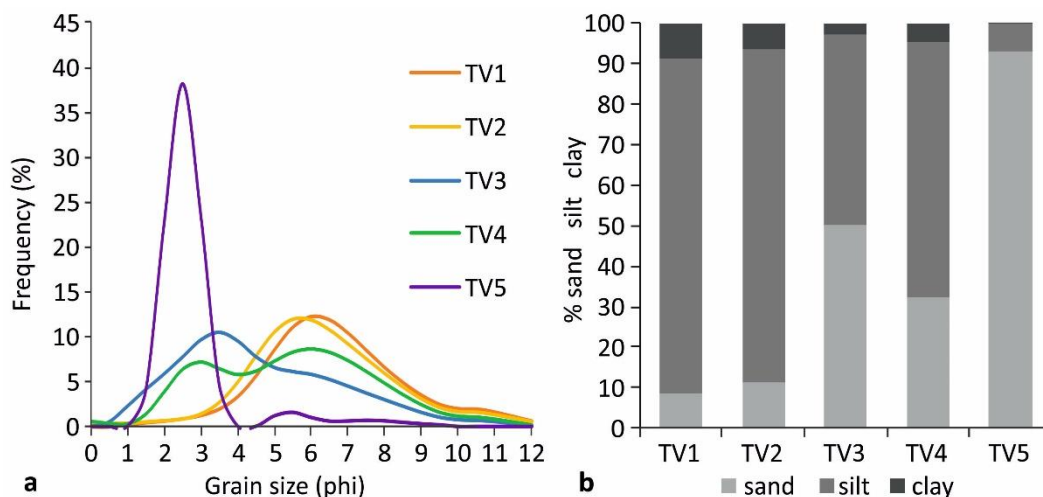 45
40
35
30
25
20
15
10
5
0
Frequency (%)
TV1
TV2
TV3
TV4
TV5
0 1 2 3 4 5 6 7 8 9 10 11 12
Grain size (phi)
a
100
90
80
70
60
50
40
30
20
10
0
% sand silt clay
TV1 TV2 TV3 TV4 TV5
sand silt clay
b